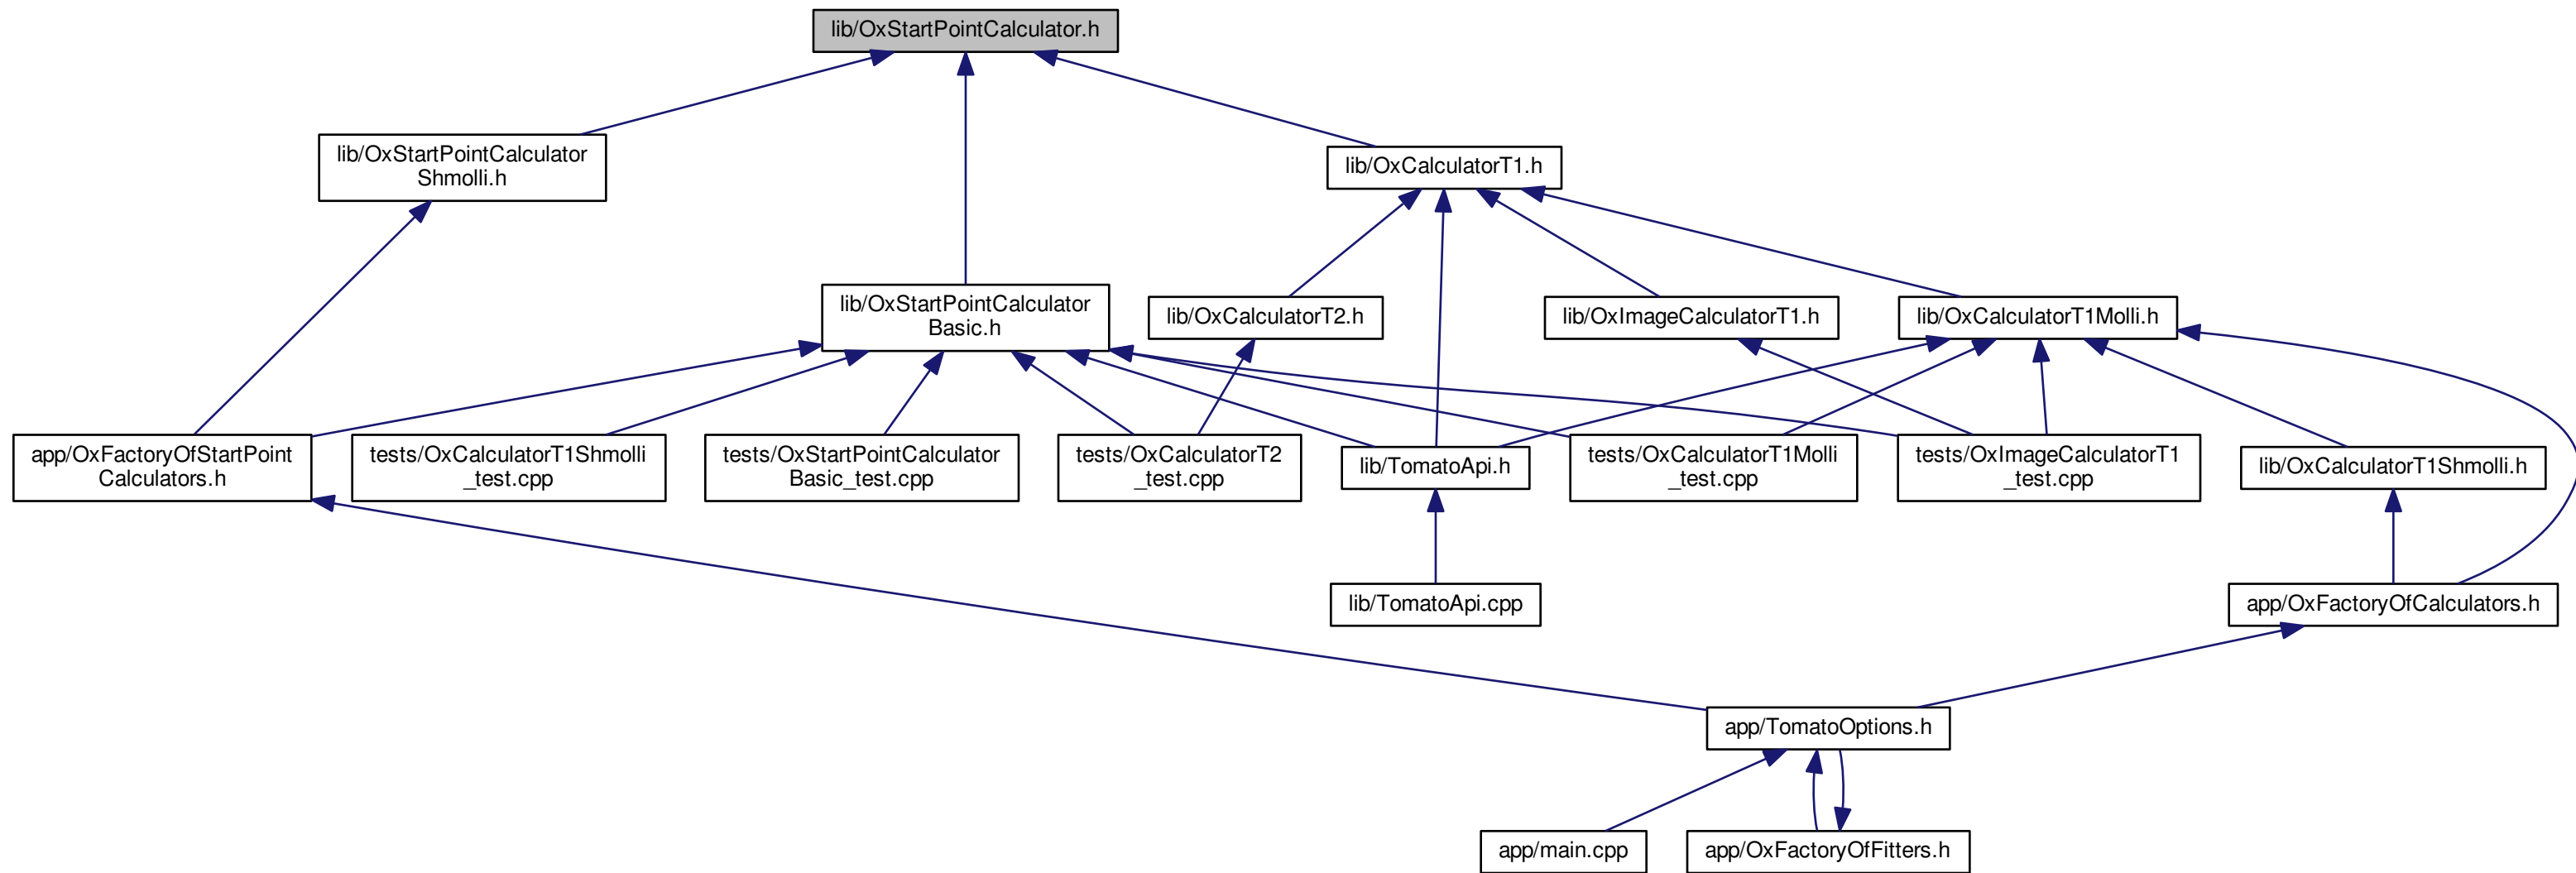 lib/OxStartPointCalculator.h
lib/OxStartPointCalculator
Shmolli.h
lib/OxCalculatorT1.h
lib/OxStartPointCalculator
Basic.h
lib/OxCalculatorT2.h
lib/OxImageCalculatorT1.h
lib/OxCalculatorT1Molli.h
app/OxFactoryOfStartPoint
Calculators.h
tests/OxCalculatorT1Shmolli
_test.cpp
tests/OxStartPointCalculator
Basic_test.cpp
tests/OxCalculatorT2
_test.cpp
lib/TomatoApi.h
tests/OxCalculatorT1Molli
_test.cpp
tests/OxImageCalculatorT1
_test.cpp
lib/OxCalculatorT1Shmolli.h
lib/TomatoApi.cpp
app/OxFactoryOfCalculators.h
app/TomatoOptions.h
app/main.cpp
app/OxFactoryOfFitters.h